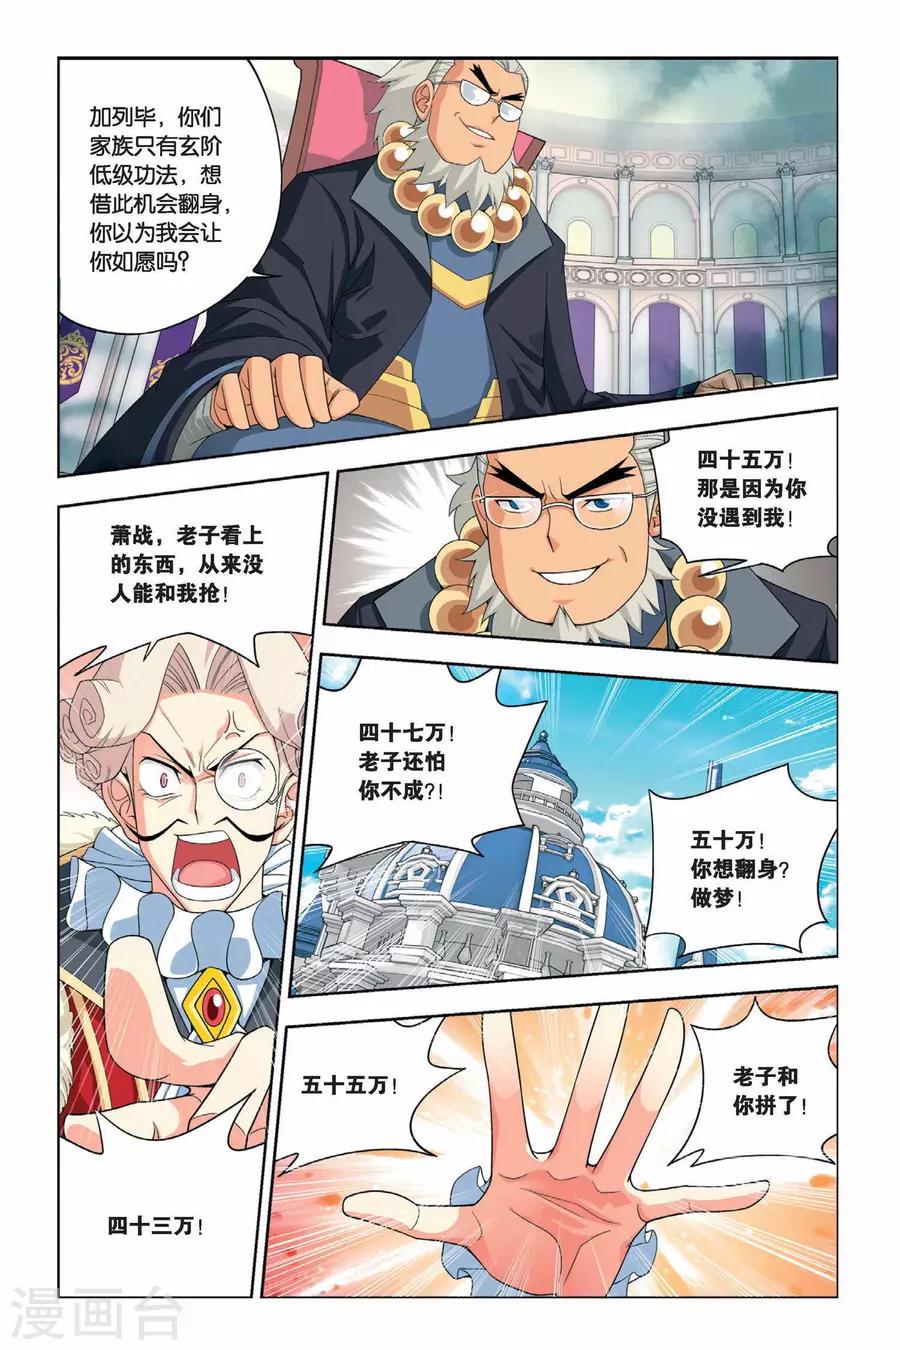 加列毕，你们
家族只有玄阶
低级功法，想
借此机会翻身，
你以为我会让
你如愿吗？
萧战，老子看上
的东西，从来没
人能和我抢！
四十三万！
四十五万！
那是因为你
没遇到我！
四十七万！
老子还怕
你不成？！
五十万！
你想翻身？
做梦！
五十五万！
老子和
你拼了！
漫画台